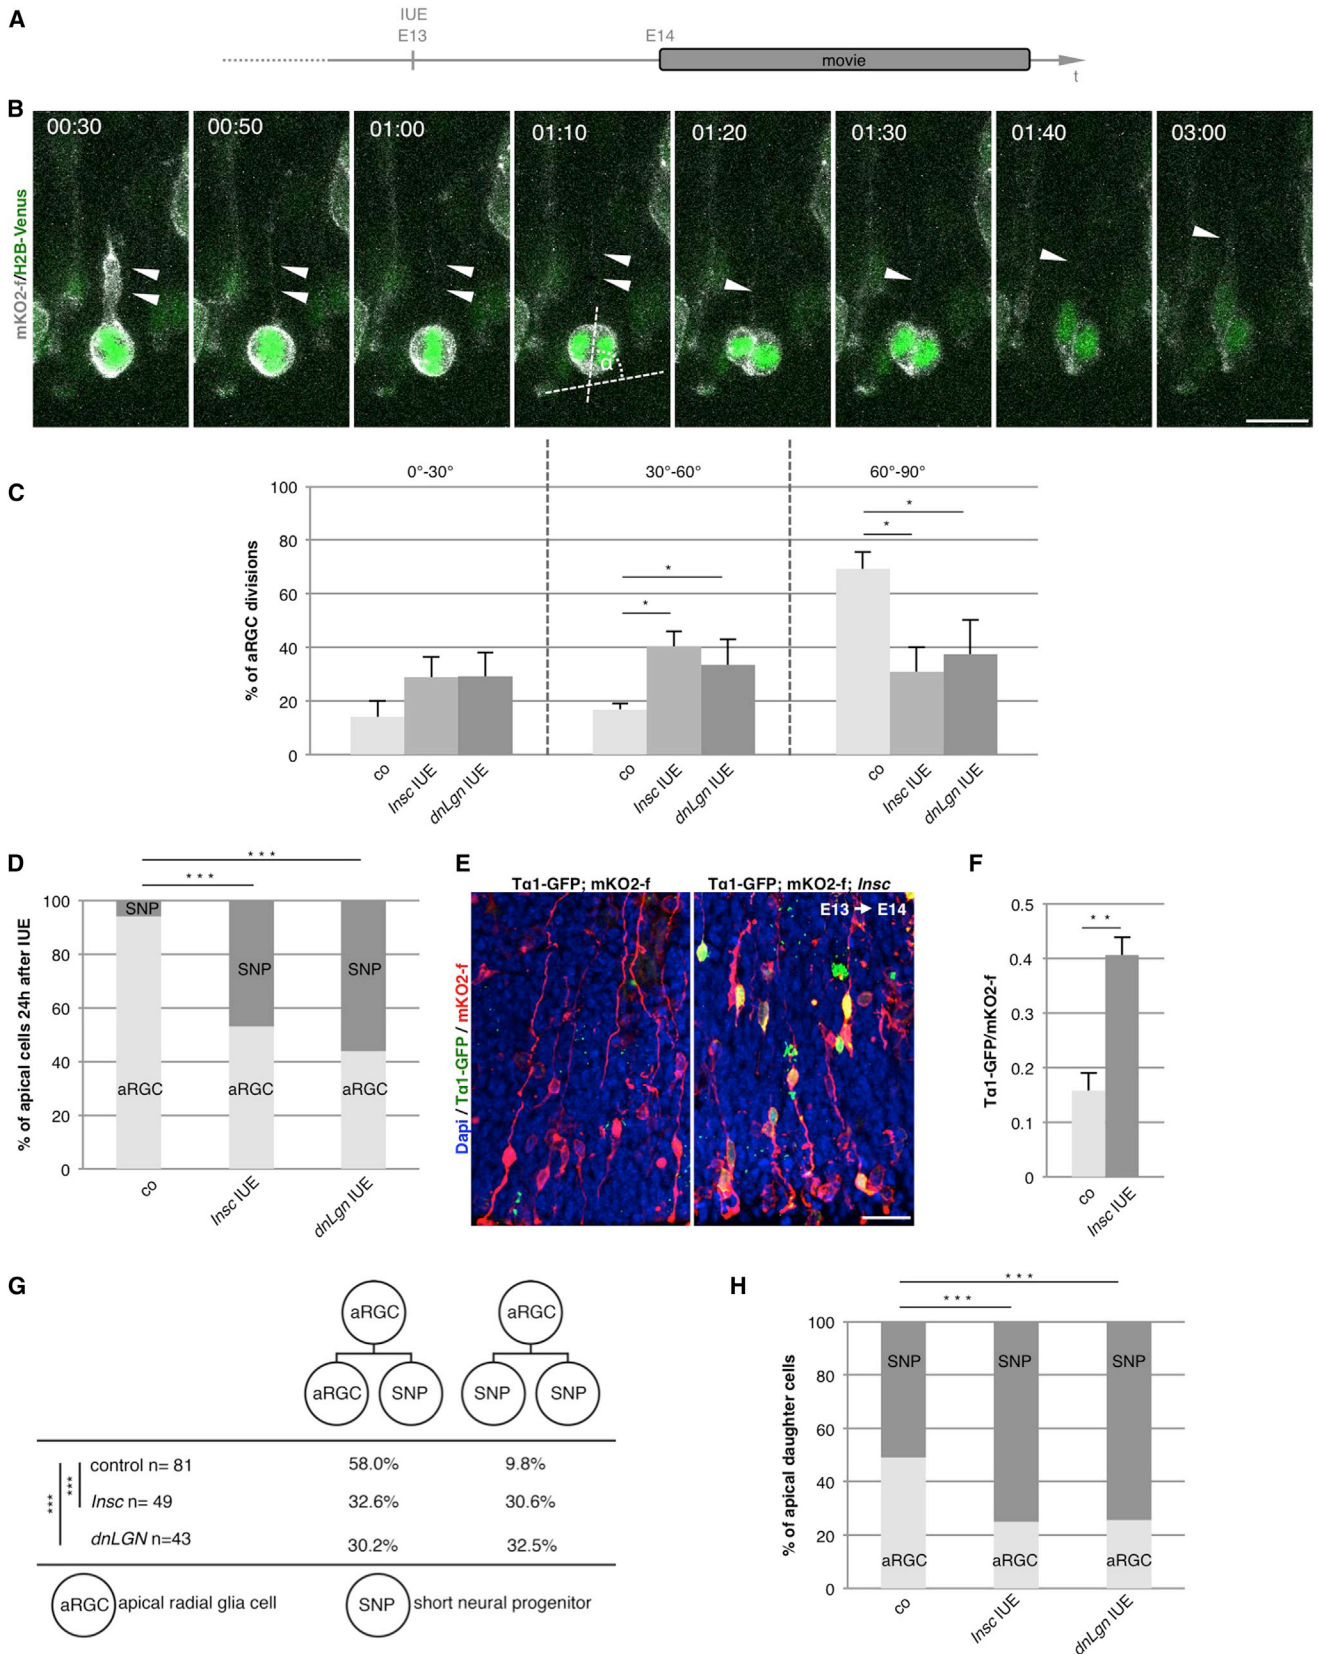 A
IUE
E13
E14
movie
t
B
mKO2-f/H2B-Venus
00:30
00:50
01:00
01:10
01:20
01:30
01:40
03:00
α
C
0°-30°
30°-60°
60°-90°
% of aRGC divisions
100
80
60
40
20
0
*
*
*
*
co
Insc IUE
dnLgn IUE
co
Insc IUE
dnLgn IUE
co
Insc IUE
dnLgn IUE
D
* * *
* * *
% of apical cells 24h after IUE
100
80
60
40
20
0
SNP
SNP
SNP
aRGC
aRGC
aRGC
co
Insc IUE
dnLgn IUE
E
Tα1-GFP; mKO2-f
Tα1-GFP; mKO2-f; Insc
E13 → E14
Dapi / Tα1-GFP / mKO2-f
F
Tα1-GFP/mKO2-f
0.5
0.4
0.3
0.2
0.1
0
* *
co
Insc IUE
G
aRGC
aRGC
aRGC
SNP
SNP
SNP
control n= 81
58.0%
9.8%
Insc n= 49
32.6%
30.6%
dnLGN n=43
30.2%
32.5%
***
***
aRGC
apical radial glia cell
SNP
short neural progenitor
H
* * *
* * *
% of apical daughter cells
100
80
60
40
20
0
SNP
SNP
SNP
aRGC
aRGC
aRGC
co
Insc IUE
dnLgn IUE